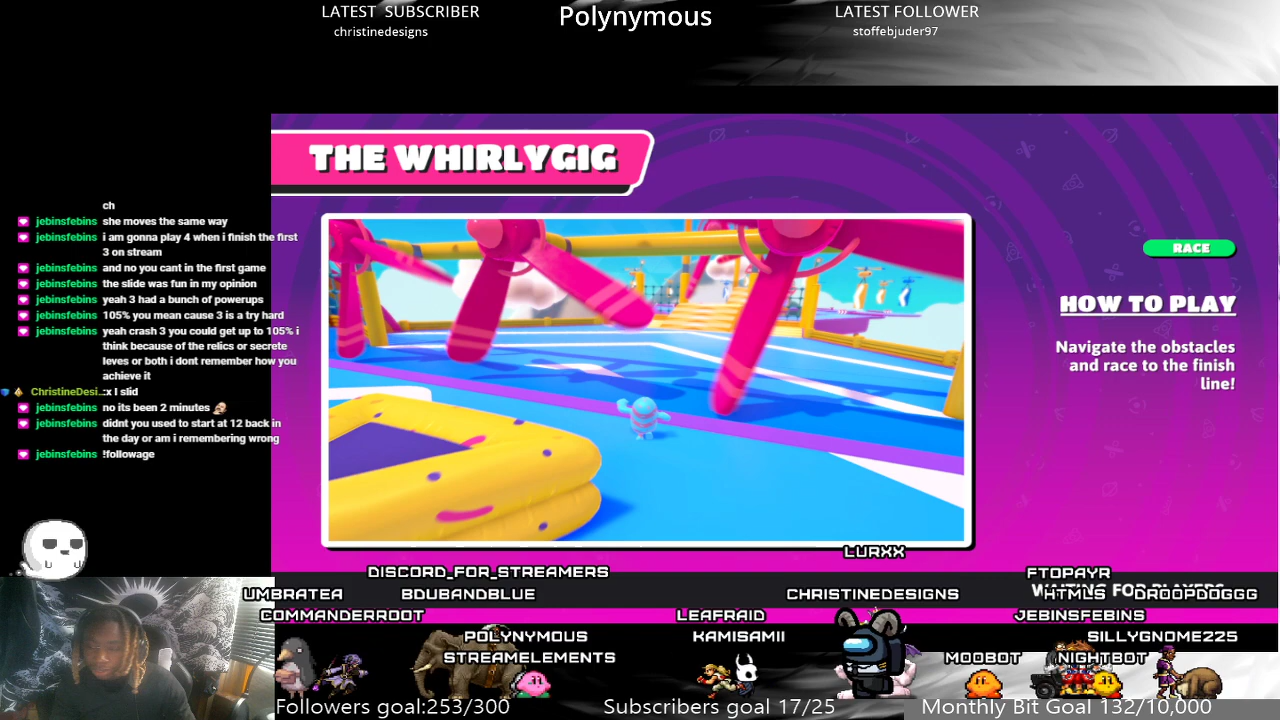 LATEST SUBSCRIBER
christinedesigns
Polynymous
LATEST FOLLOWER
stoffebjuder97
THE WHIRLYGIG
RACE
HOW TO PLAY
Navigate the obstacles
and race to the finish
line!
ch
jebinsfebins she moves the same way
jebinsfebins i am gonna play 4 when i finish the first
3 on stream
jebinsfebins and no you cant in the first game
jebinsfebins the slide was fun in my opinion
jebinsfebins yeah 3 had a bunch of powerups
jebinsfebins 105% you mean cause 3 is a try hard
jebinsfebins yeah crash 3 you could get up to 105% i
think because of the relics or secrete
leves or both i dont remember how you
achieve it
ChristineDesi...:x I slid
jebinsfebins no its been 2 minutes
jebinsfebins didnt you used to start at 12 back in
the day or am i remembering wrong
jebinsfebins !followage
LURXX
DISCORD_FOR_STREAMERS
FTOPAYR
WAITING FOR PLAYERS
UMBRATEA
BDUBANDBLUE
CHRISTINEDESIGNS
HTML5
DROOPDOGGG
COMMANDERROOT
LEAFRAID
JEBINSFEBINS
POLYNYMOUS
KAMISAMII
SILLYGNOME225
STREAMELEMENTS
MOOBOT
NIGHTBOT
Followers goal:253/300
Subscribers goal 17/25
Monthly Bit Goal 132/10,000